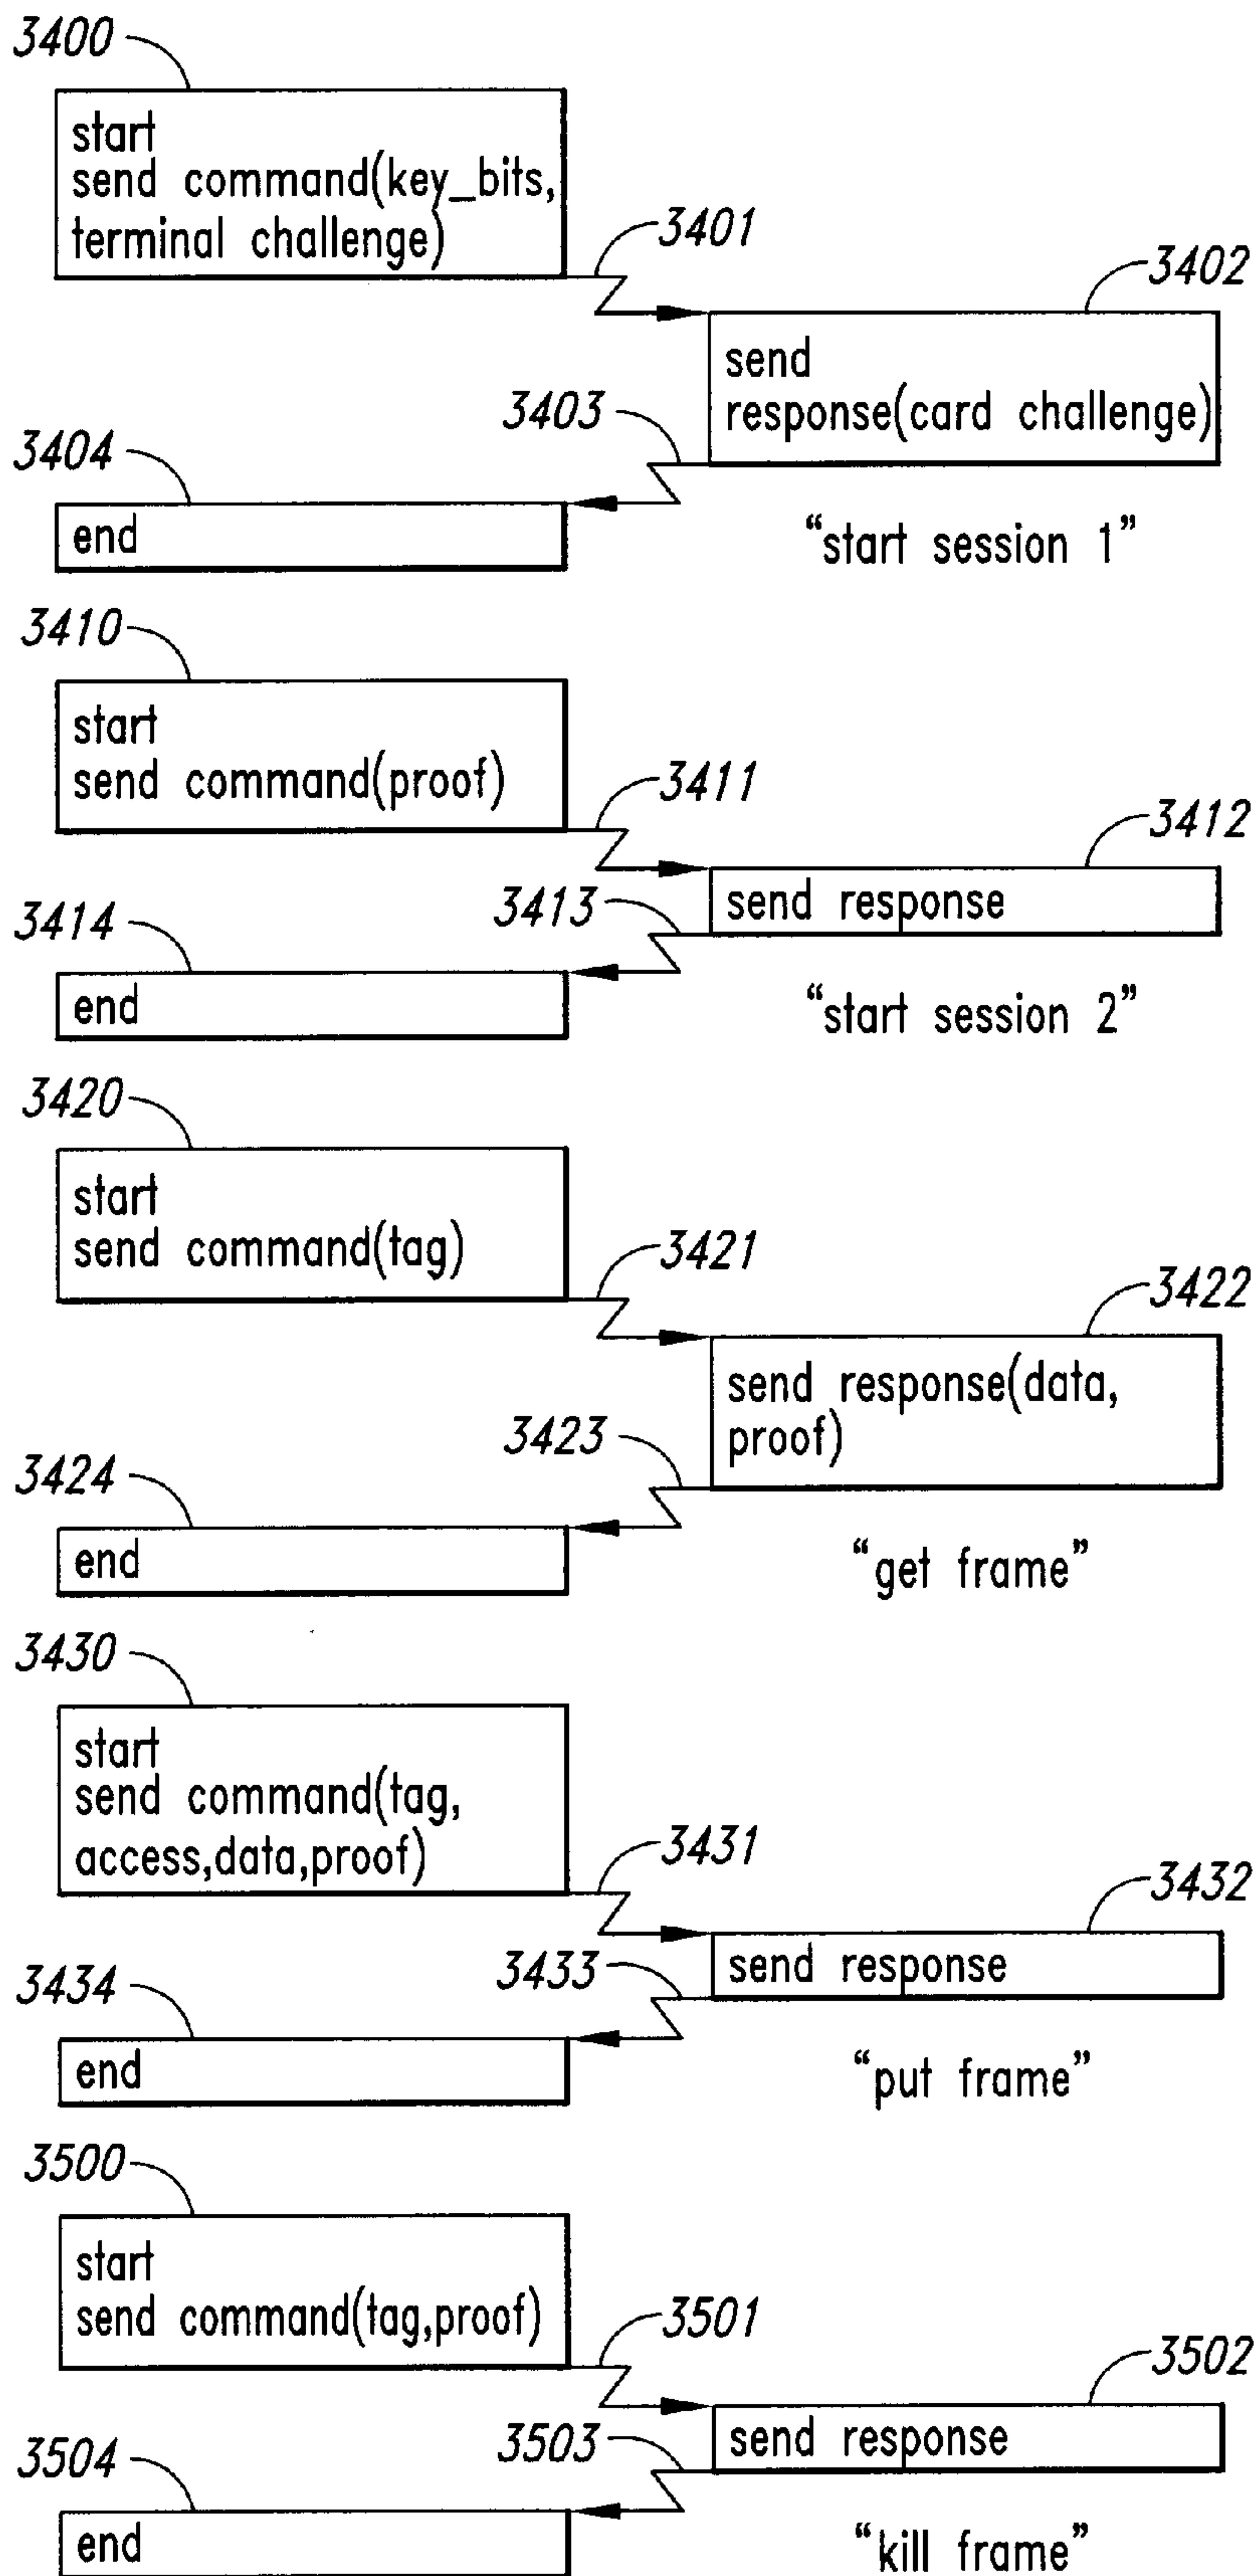 3400
start
send command(key_bits,
terminal challenge)
3401
3402
send
response(card challenge)
3403
3404
end
“start session 1”
3410
start
send command(proof)
3411
3412
send response
3413
3414
end
“start session 2”
3420
start
send command(tag)
3421
3422
send response(data,
proof)
3423
3424
end
“get frame”
3430
start
send command(tag,
access,data,proof)
3431
3432
send response
3433
3434
end
“put frame”
3500
start
send command(tag,proof)
3501
3502
send response
3503
3504
end
“kill frame”